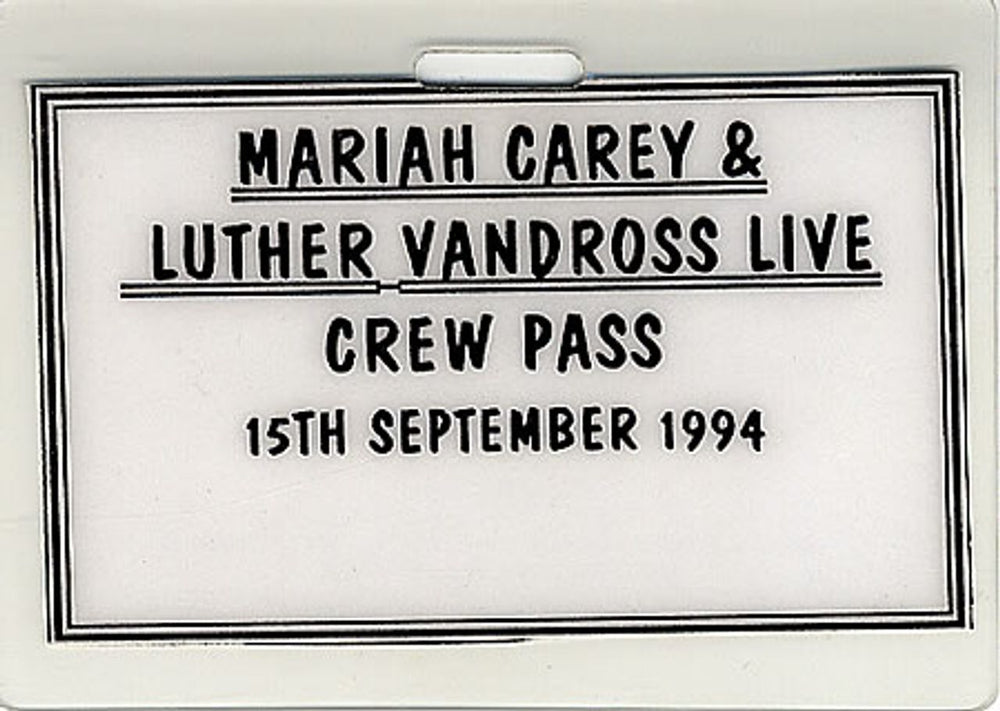 MARIAH CAREY &
LUTHER VANDROSS LIVE
CREW PASS
15TH SEPTEMBER 1994